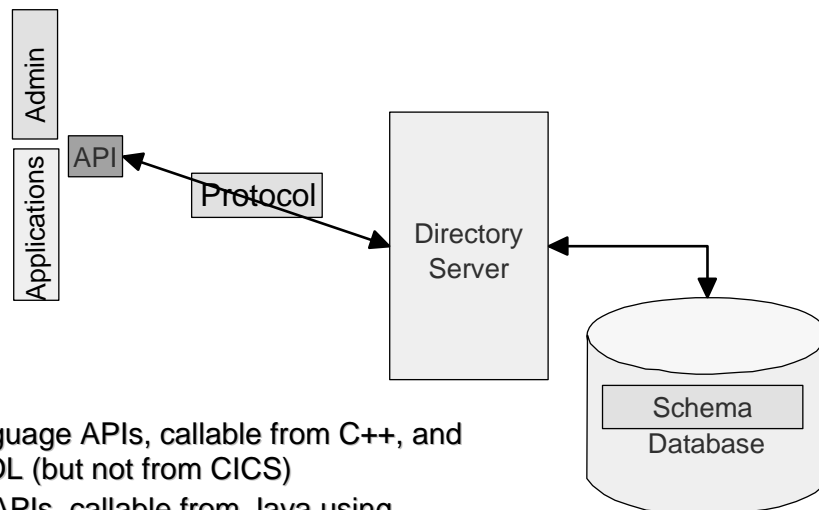 Admin
API
Applications
Protocol
Directory
Server
Schema
Database
guage APIs, callable from C++, and
OL (but not from CICS)
APIs, callable from Java using